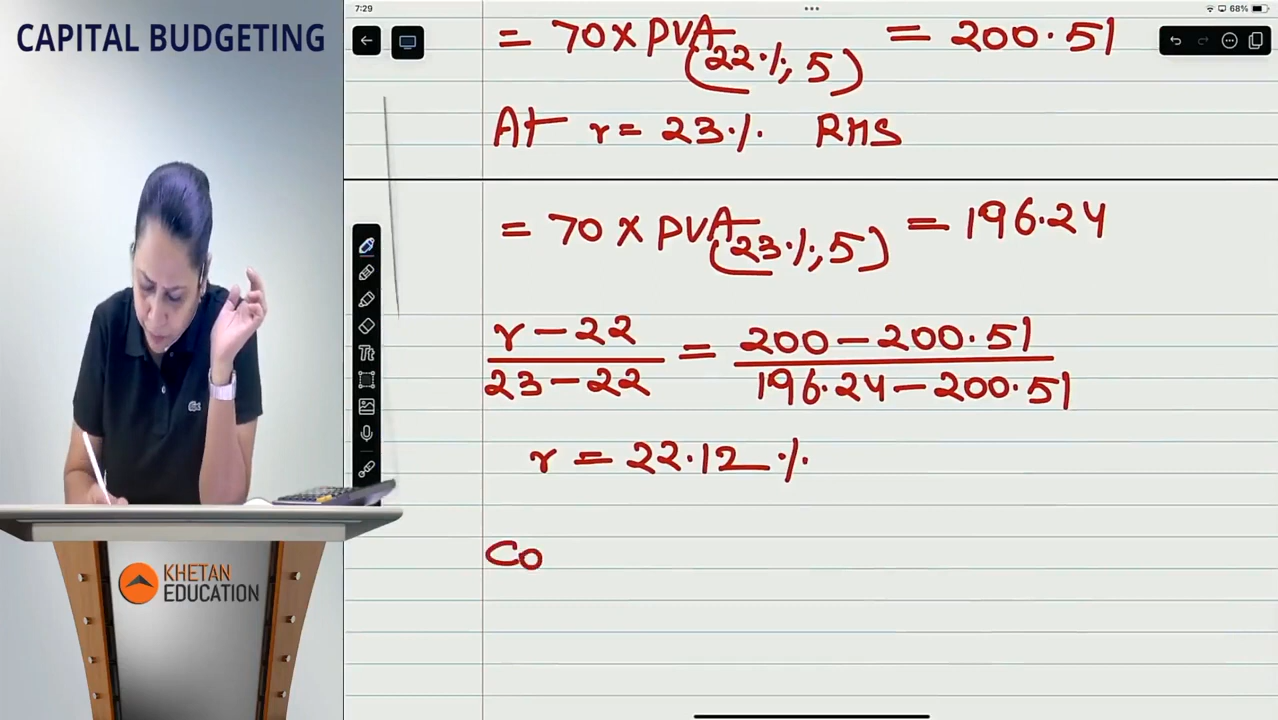 CAPITAL BUDGETING
7:29
68%
= 70 x PVA (22%, 5) = 200.51
At r = 23% RHS
= 70 x PVA (23%, 5) = 196.24
r - 22 / 23 - 22 = 200 - 200.51 / 196.24 - 200.51
r = 22.12 %
Co
Tt
KHETAN
EDUCATION